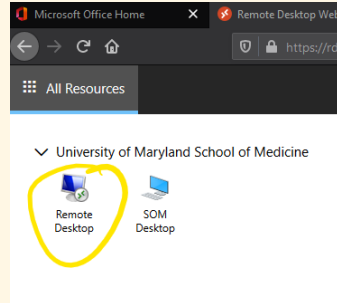 Microsoft Office Home
Remote Desktop Web
https://rd
All Resources
University of Maryland School of Medicine
Remote
Desktop
SOM
Desktop